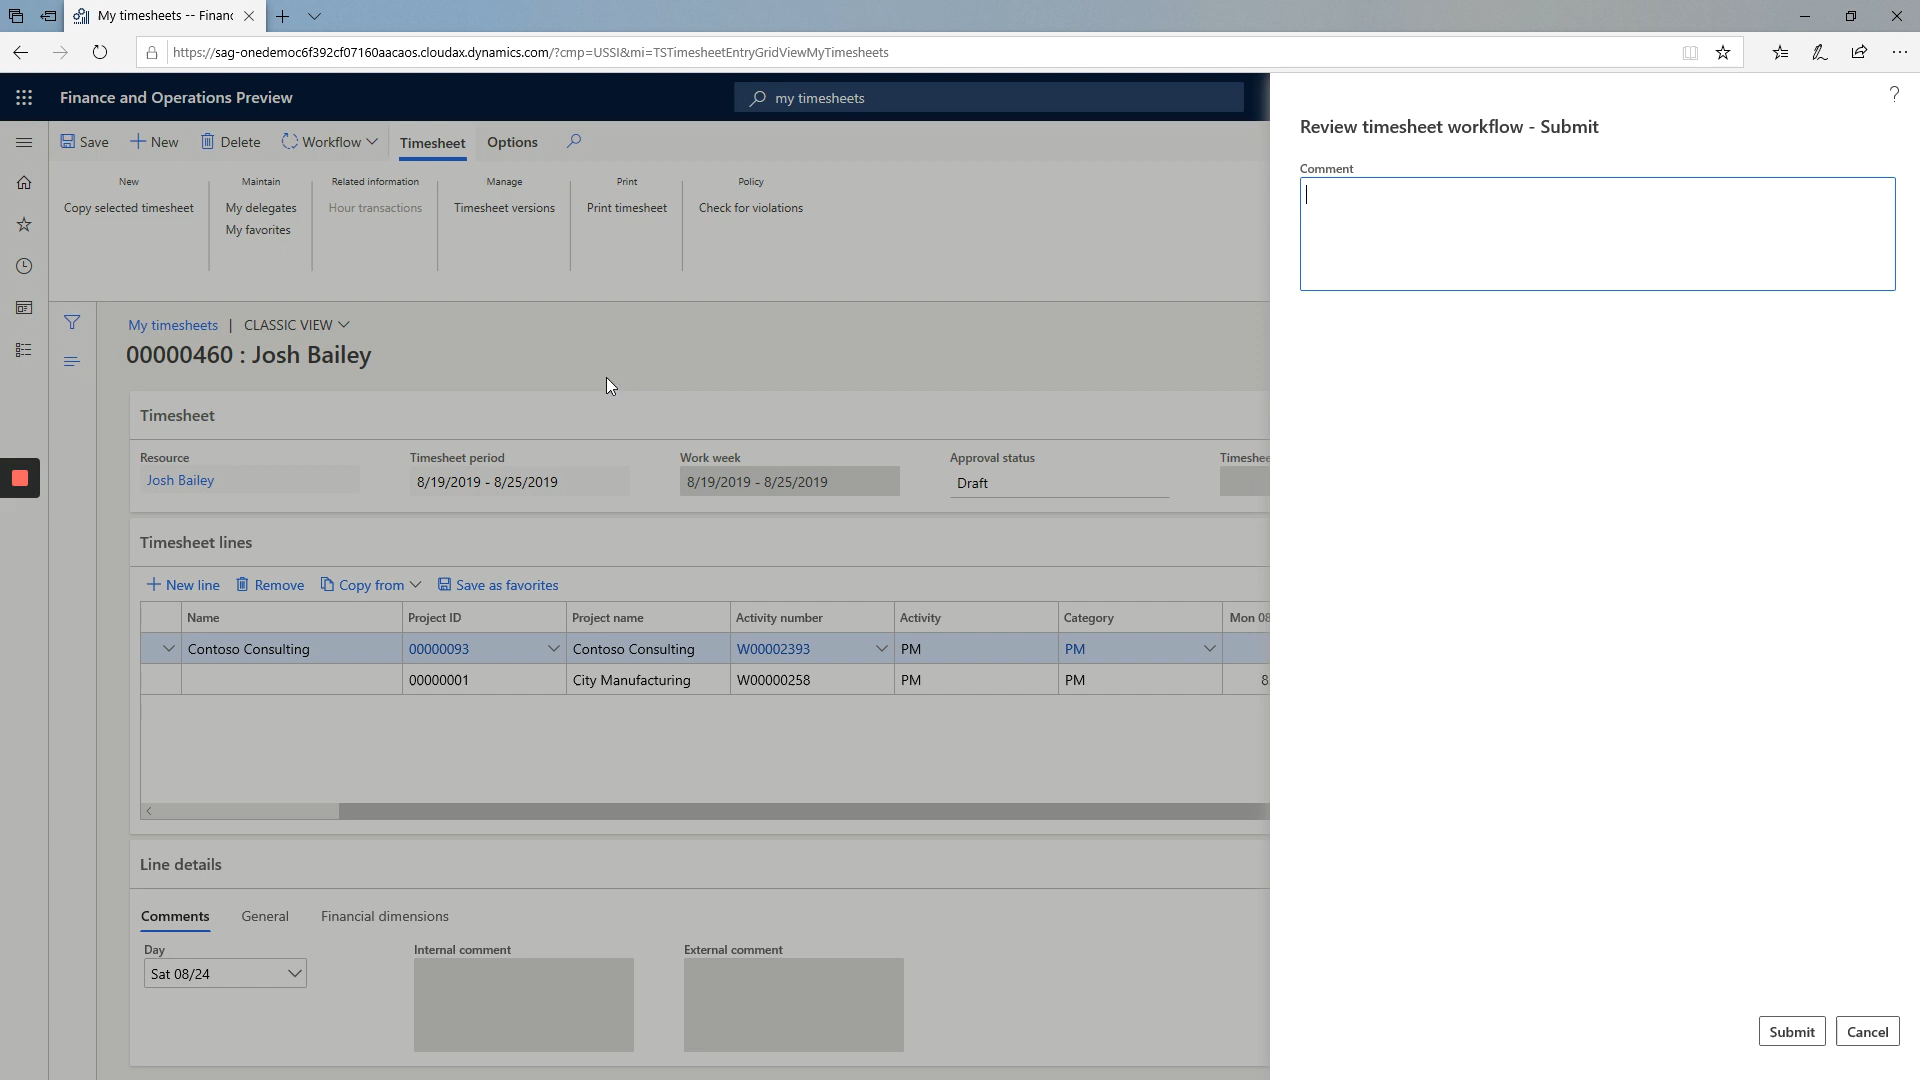 My timesheets -- Financ
https://sag-onedemoc6f392cf07160aacaos.cloudax.dynamics.com/?cmp=USSI&mi=TSTimesheetEntryGridViewMyTimesheets
Finance and Operations Preview
my timesheets
?
Save New Delete Workflow Timesheet Options
New Maintain Related information Manage Print Policy
Copy selected timesheet My delegates Hour transactions Timesheet versions Print timesheet Check for violations
My favorites
My timesheets | CLASSIC VIEW
00000460 : Josh Bailey
Timesheet
Resource Timesheet period Work week Approval status Timeshee
Josh Bailey 8/19/2019 - 8/25/2019 8/19/2019 - 8/25/2019 Draft
Timesheet lines
New line Remove Copy from Save as favorites
Name Project ID Project name Activity number Activity Category Mon 08
Contoso Consulting 00000093 Contoso Consulting W00002393 PM PM
00000001 City Manufacturing W00000258 PM PM 8
Line details
Comments General Financial dimensions
Day Internal comment External comment
Sat 08/24
Review timesheet workflow - Submit
Comment
Submit Cancel